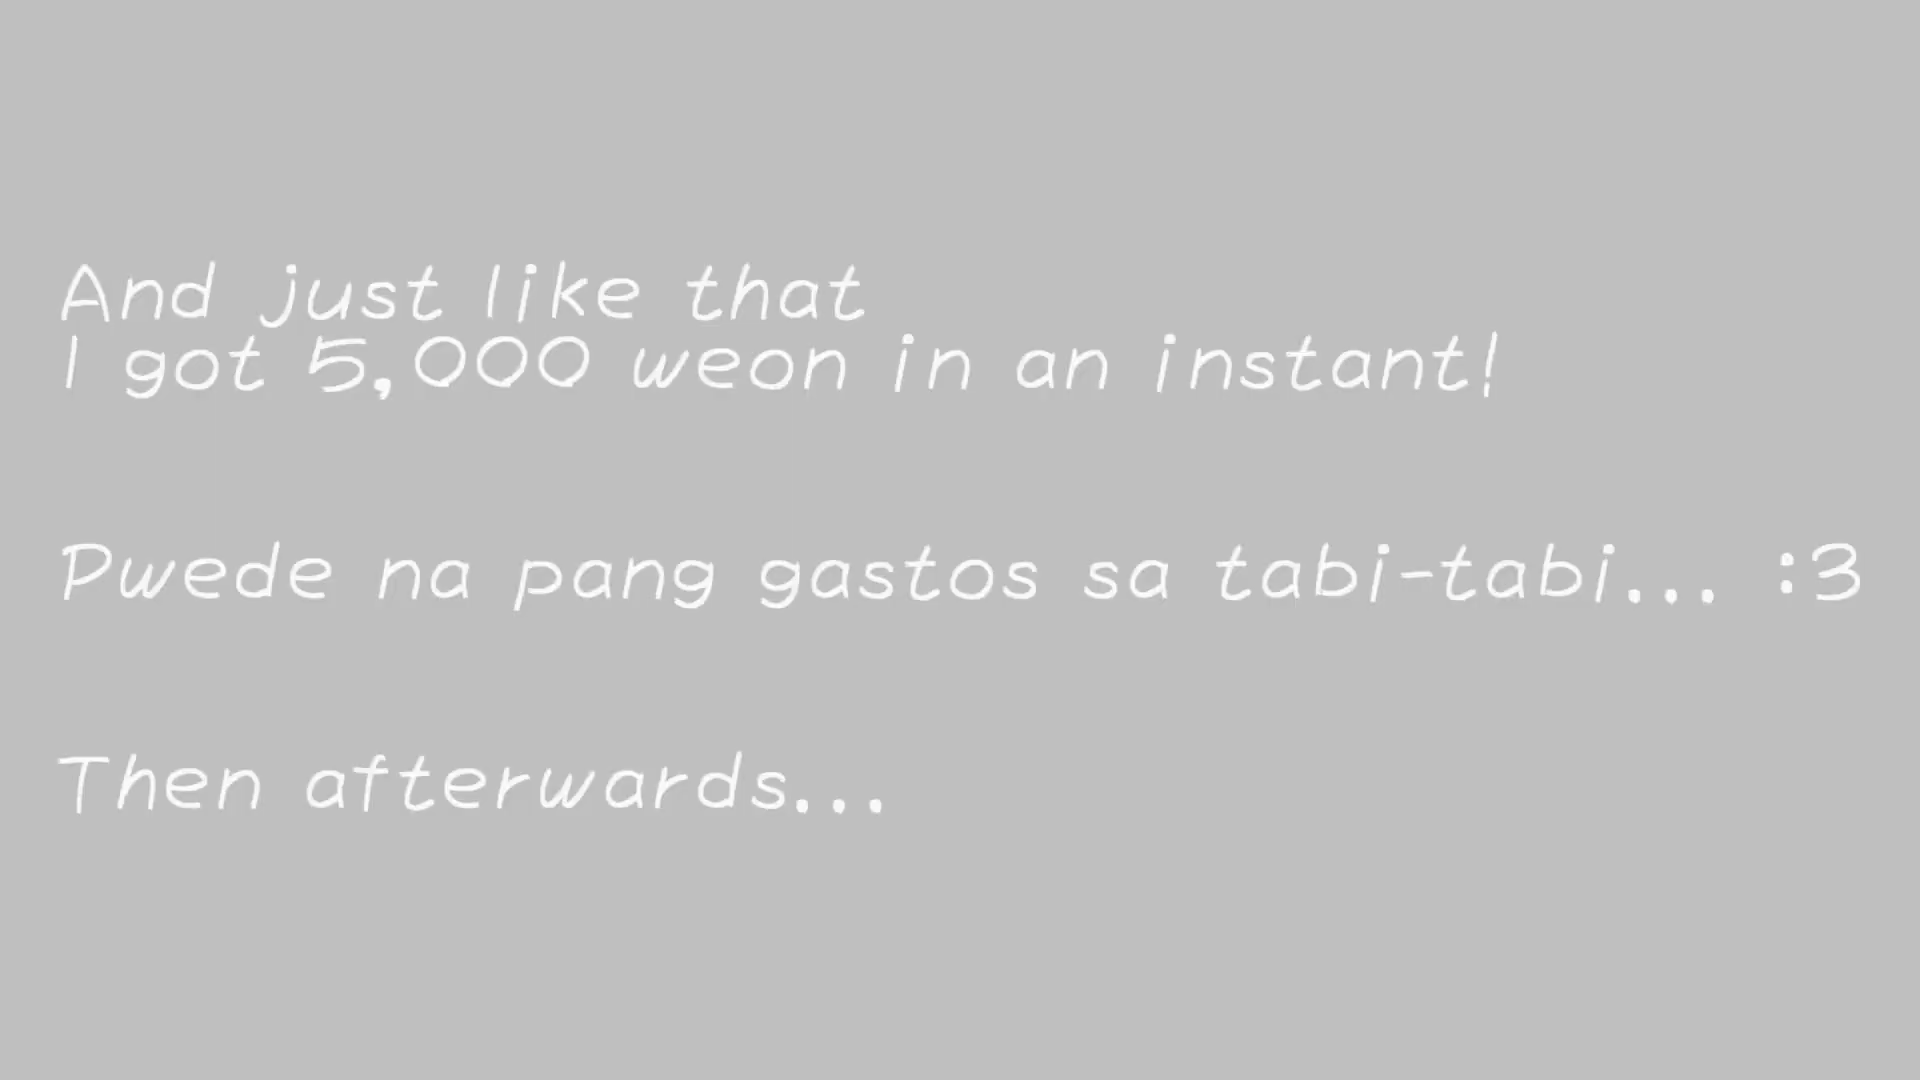 And just like that
I got 5,000 weon in an instant!
Pwede na pang gastos sa tabi-tabi... :3
Then afterwards...